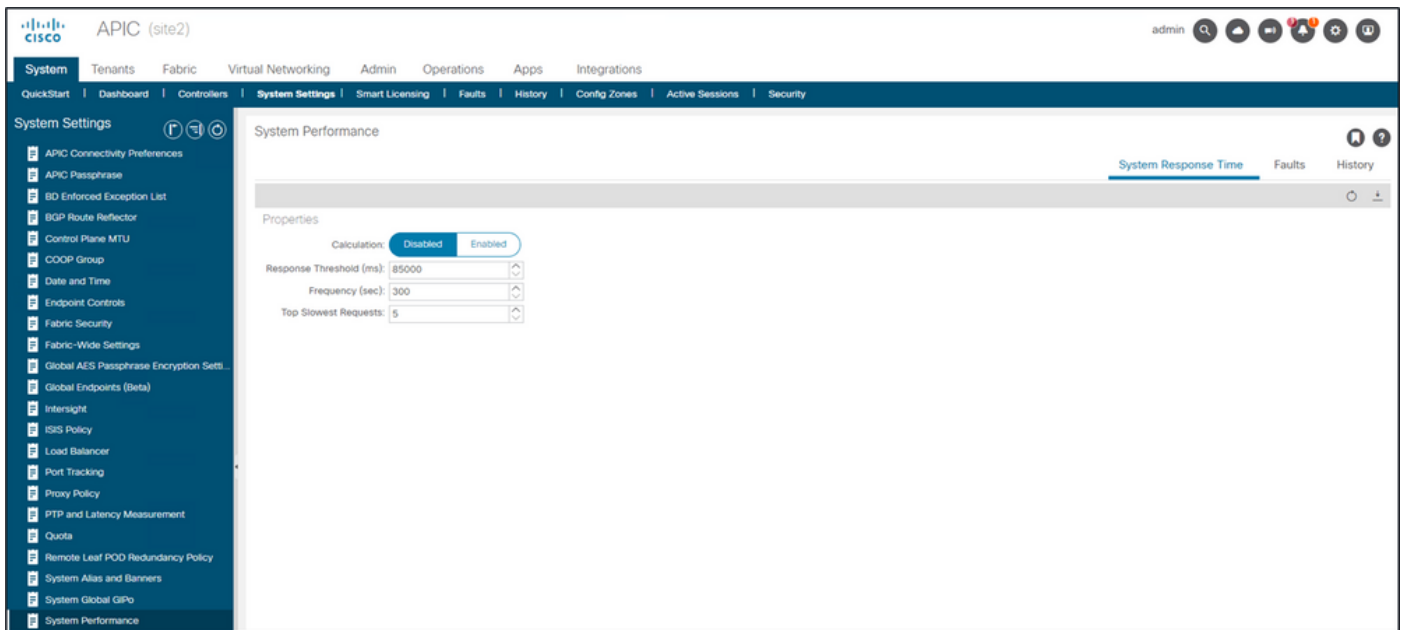 CISCO
APIC (site2)
admin
System Tenants Fabric Virtual Networking Admin Operations Apps Integrations
QuickStart | Dashboard | Controllers | System Settings | Smart Licensing | Faults | History | Config Zones | Active Sessions | Security
System Settings
APIC Connectivity Preferences
APIC Passphrase
BD Enforced Exception List
BGP Route Reflector
Control Plane MTU
COOP Group
Date and Time
Endpoint Controls
Fabric Security
Fabric-Wide Settings
Global AES Passphrase Encryption Setti...
Global Endpoints (Beta)
Intersight
ISIS Policy
Load Balancer
Port Tracking
Proxy Policy
PTP and Latency Measurement
Quota
Remote Leaf POD Redundancy Policy
System Alias and Banners
System Global GIPo
System Performance
System Performance
System Response Time Faults History
Properties
Calculation: Disabled Enabled
Response Threshold (ms): 85000
Frequency (sec): 300
Top Slowest Requests: 5